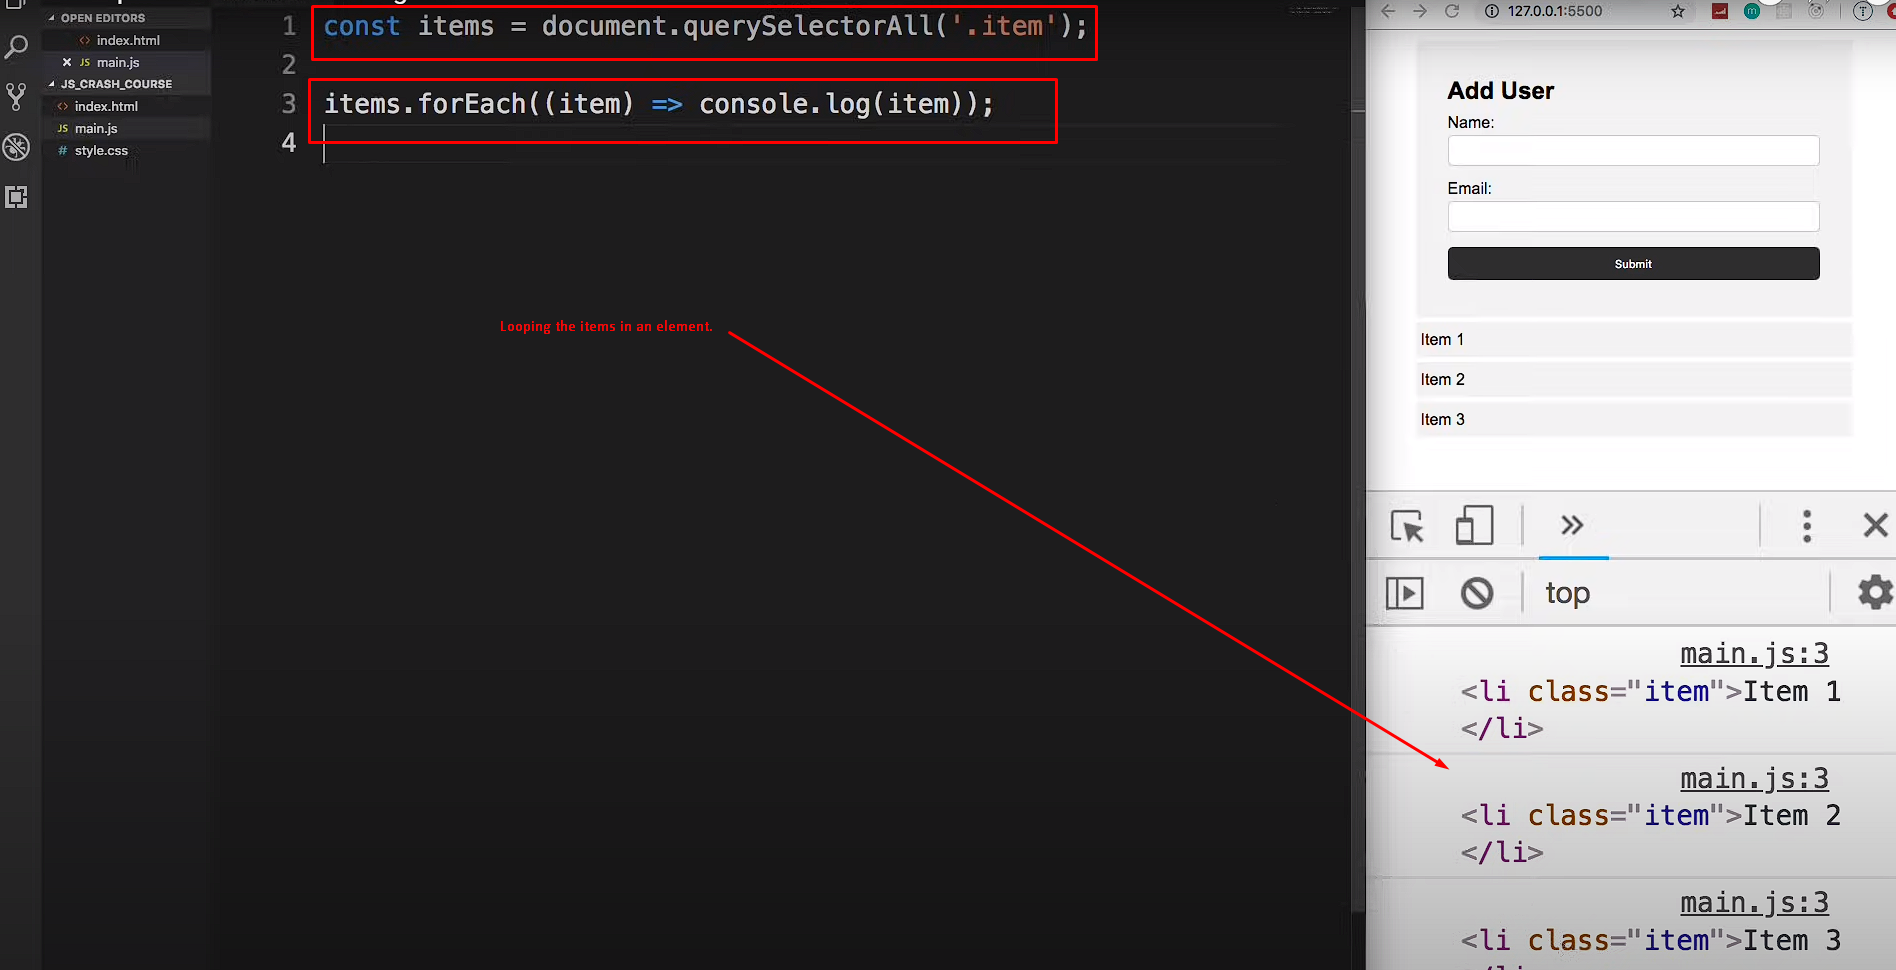 OPEN EDITORS
<> index.html
× JS main.js
JS_CRASH_COURSE
<> index.html
JS main.js
# style.css
1 const items = document.querySelectorAll('.item');
2
3 items.forEach((item) => console.log(item));
4
Looping the items in an element.
127.0.0.1:5500
Add User
Name:
Email:
Submit
Item 1
Item 2
Item 3
top
main.js:3
<li class="item">Item 1
</li>
main.js:3
<li class="item">Item 2
</li>
main.js:3
<li class="item">Item 3